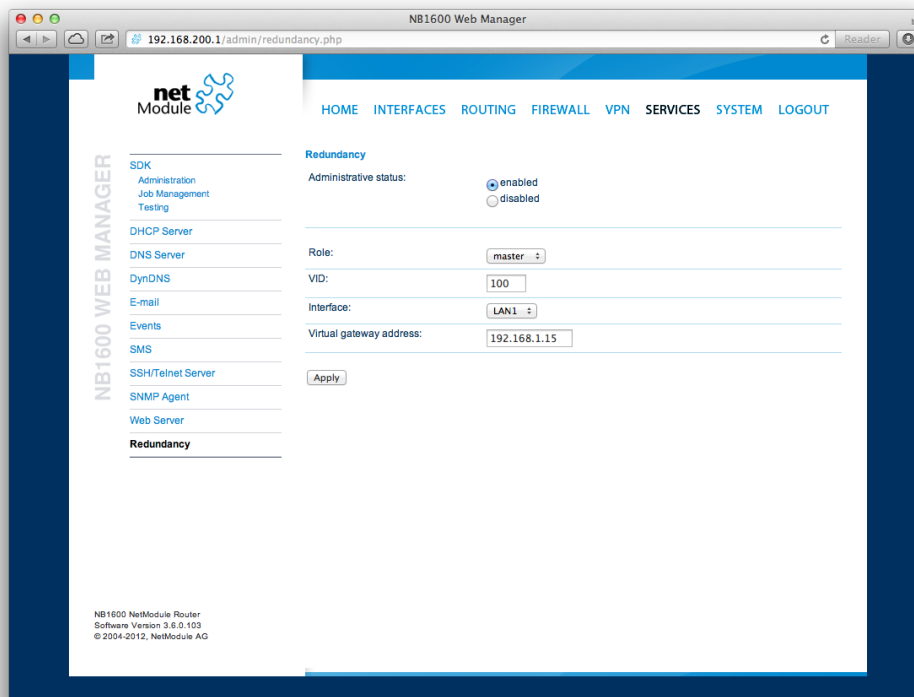 NB1600 Web Manager
192.168.200.1/admin/redundancy.php
Reader
net
Module
HOME INTERFACES ROUTING FIREWALL VPN SERVICES SYSTEM LOGOUT
NB1600 WEB MANAGER
SDK
Administration
Job Management
Testing
DHCP Server
DNS Server
DynDNS
E-mail
Events
SMS
SSH/Telnet Server
SNMP Agent
Web Server
Redundancy
Redundancy
Administrative status:
enabled
disabled
Role: master
VID: 100
Interface: LAN1
Virtual gateway address: 192.168.1.15
Apply
NB1600 NetModule Router
Software Version 3.6.0.103
© 2004-2012, NetModule AG